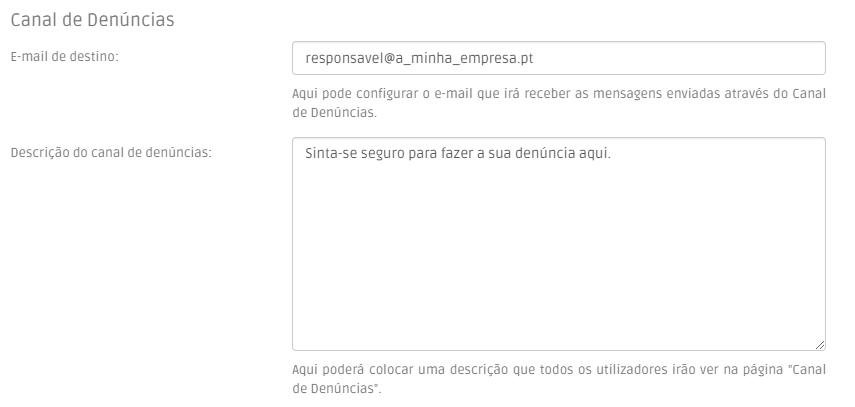 Canal de Denúncias
E-mail de destino:
responsavel@a_minha_empresa.pt
Aqui pode configurar o e-mail que irá receber as mensagens enviadas através do Canal
de Denúncias.
Descrição do canal de denúncias:
Sinta-se seguro para fazer a sua denúncia aqui.
Aqui poderá colocar uma descrição que todos os utilizadores irão ver na página "Canal
de Denúncias".